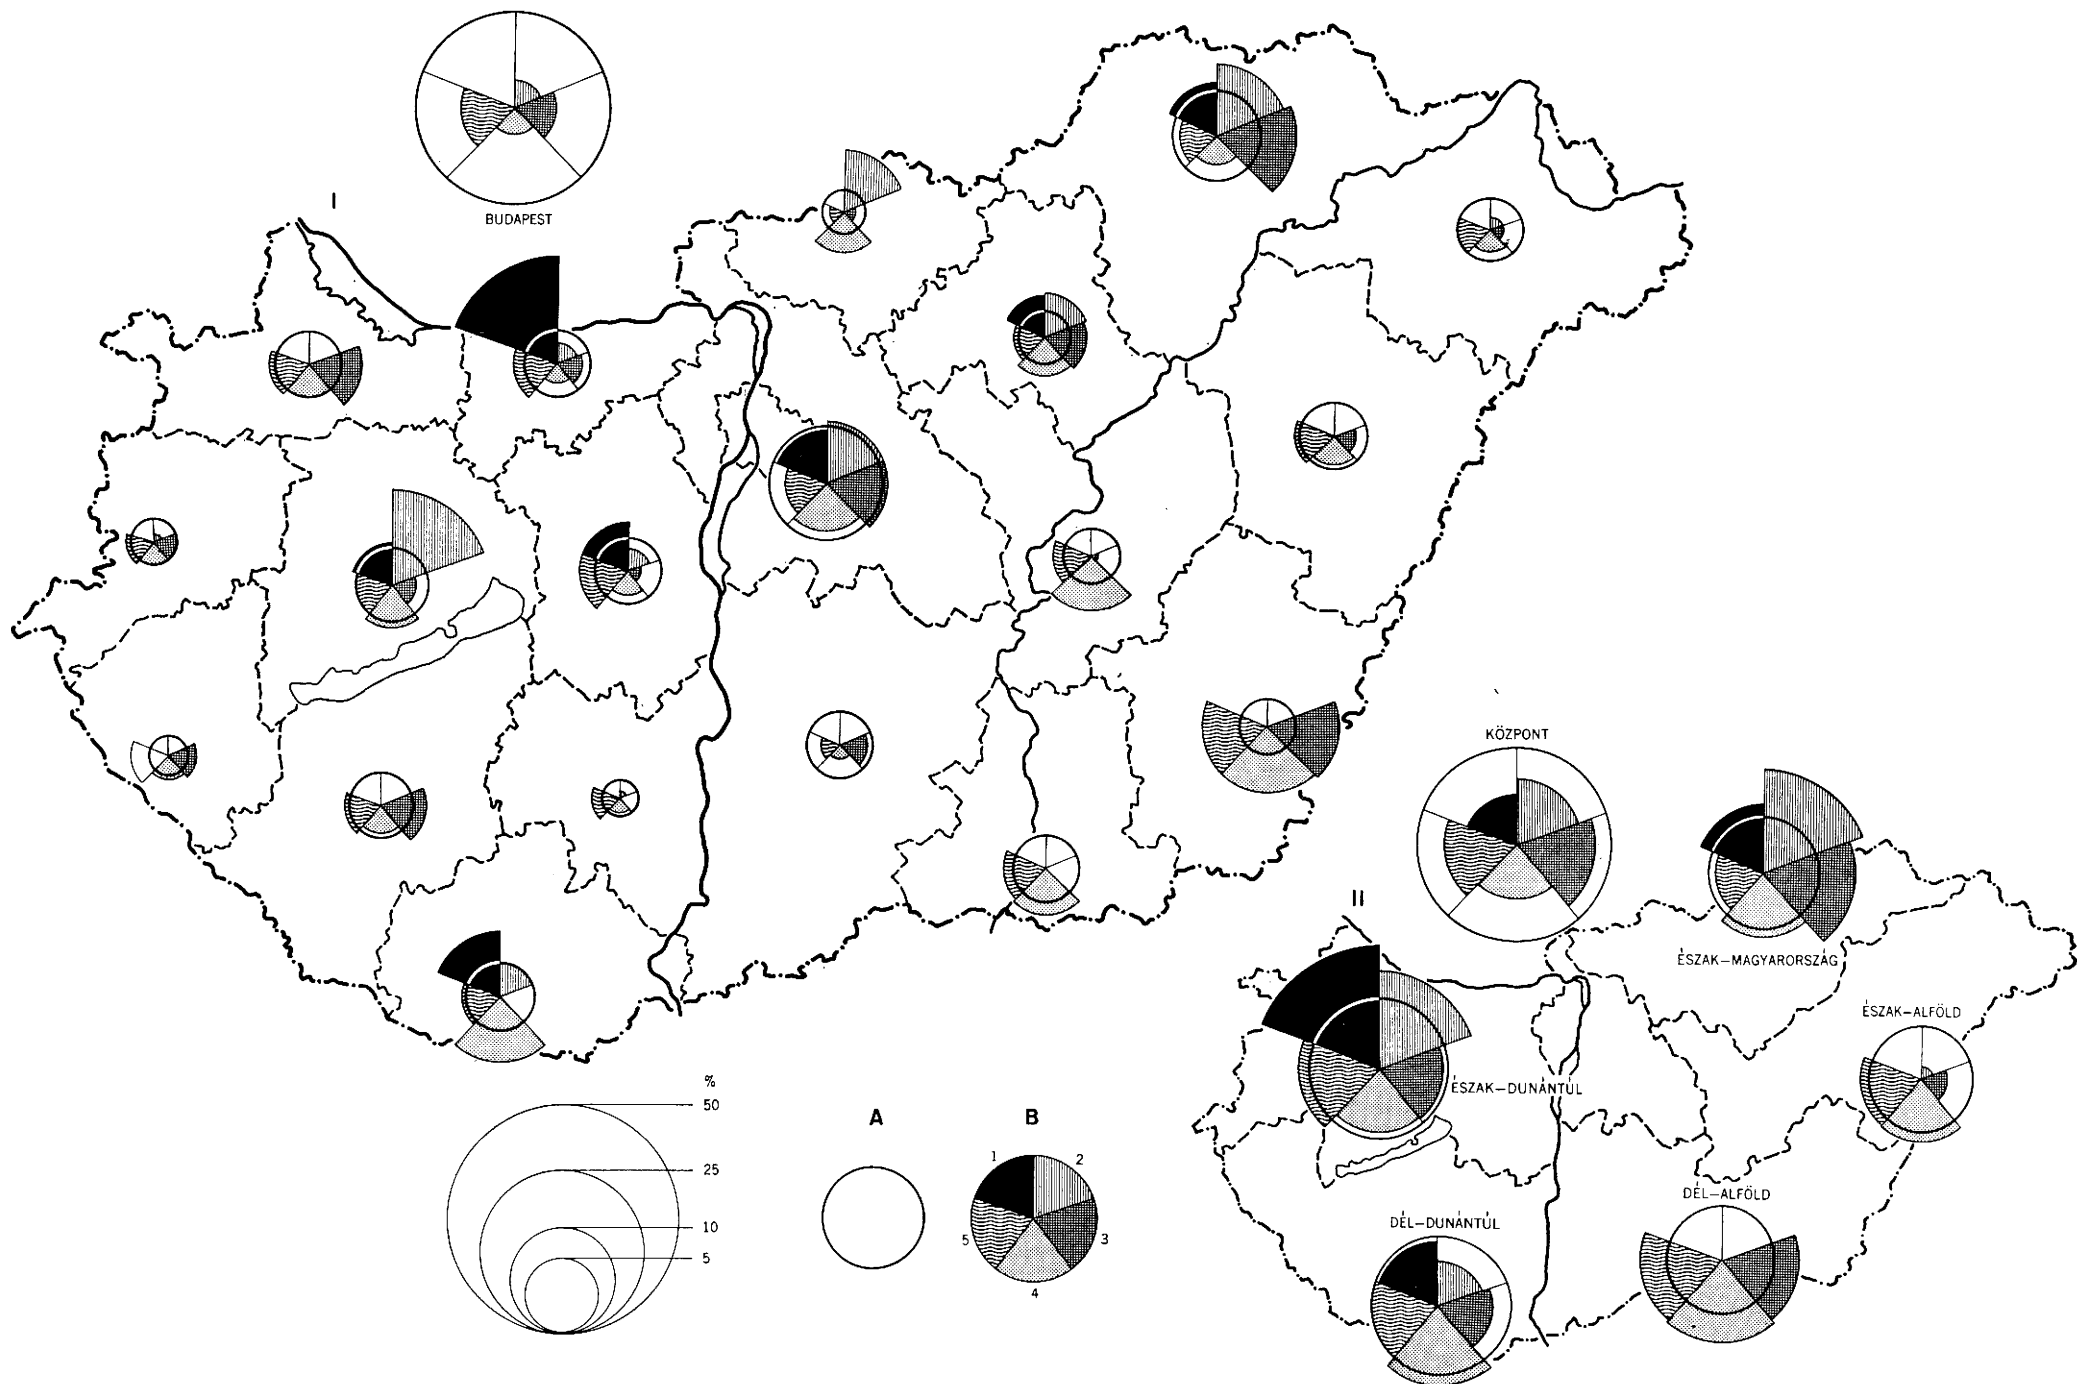 I
BUDAPEST
KÖZPONT
II
ÉSZAK–MAGYARORSZÁG
ÉSZAK–ALFÖLD
ÉSZAK–DUNÁNTÚL
DÉL–ALFÖLD
DÉL–DUNÁNTÚL
%
50
25
10
5
A
B
1
2
3
4
5